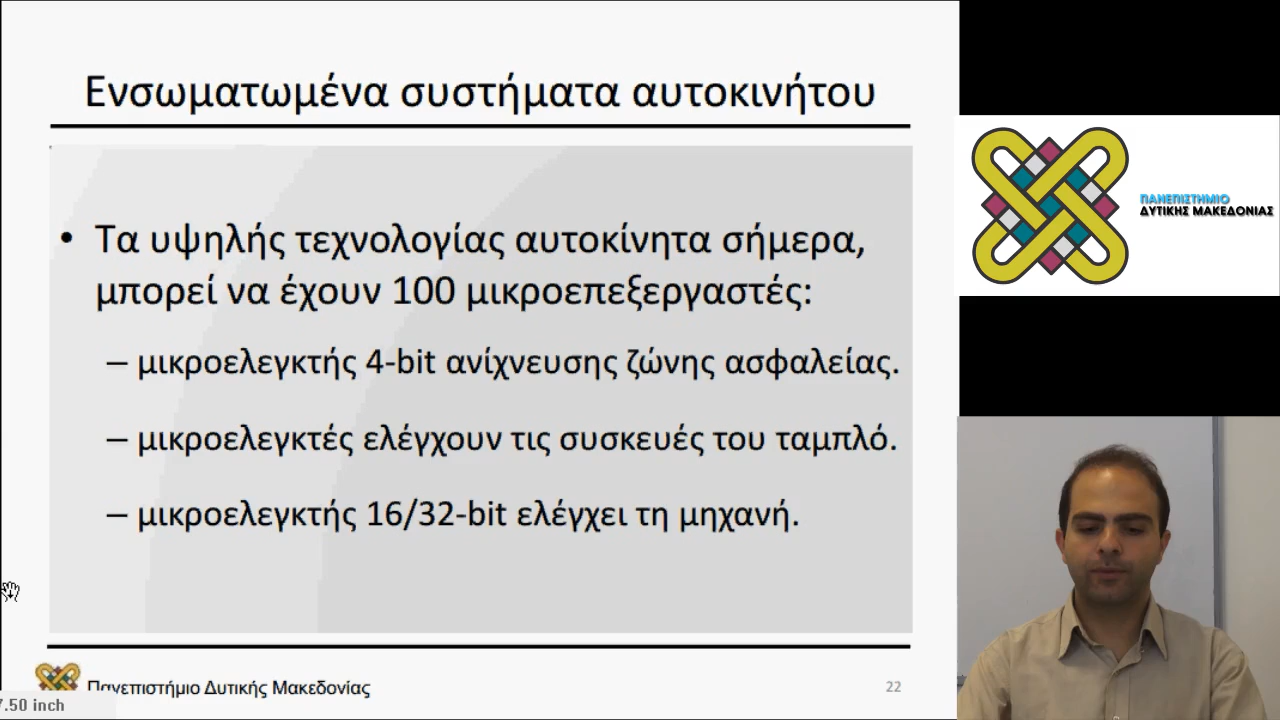 Ενσωματωμένα συστήματα αυτοκινήτου
• Τα υψηλής τεχνολογίας αυτοκίνητα σήμερα,
μπορεί να έχουν 100 μικροεπεξεργαστές:
– μικροελεγκτής 4-bit ανίχνευσης ζώνης ασφαλείας.
– μικροελεγκτές ελέγχουν τις συσκευές του ταμπλό.
– μικροελεγκτής 16/32-bit ελέγχει τη μηχανή.
Πανεπιστήμιο Δυτικής Μακεδονίας
22
7.50 inch
ΠΑΝΕΠΙΣΤΗΜΙΟ
ΔΥΤΙΚΗΣ ΜΑΚΕΔΟΝΙΑΣ